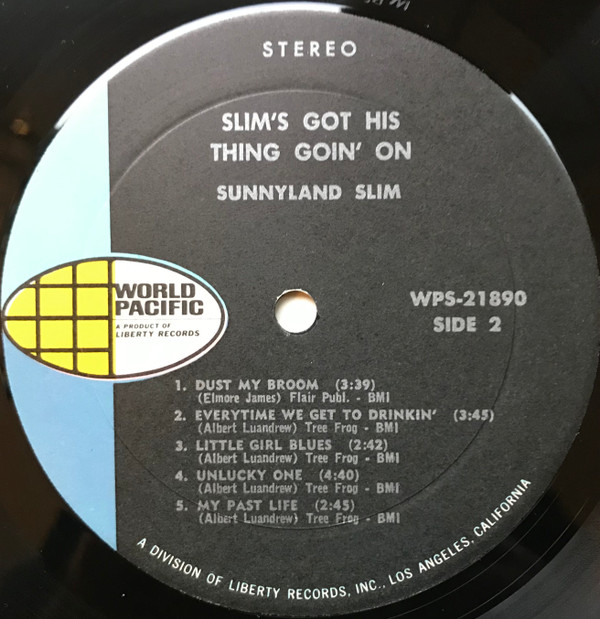 STEREO
SLIM'S GOT HIS
THING GOIN' ON
SUNNYLAND SLIM
WORLD
PACIFIC
A PRODUCT OF
LIBERTY RECORDS
WPS-21890
SIDE 2
1. DUST MY BROOM (3:39)
(Elmore James) Flair Publ. - BMI
2. EVERYTIME WE GET TO DRINKIN' (3:45)
(Albert Luandrew) Tree Frog - BMI
3. LITTLE GIRL BLUES (2:42)
(Albert Luandrew) Tree Frog - BMI
4. UNLUCKY ONE (4:40)
(Albert Luandrew) Tree Frog - BMI
5. MY PAST LIFE (2:45)
(Albert Luandrew) Tree Frog - BMI
A DIVISION OF LIBERTY RECORDS, INC., LOS ANGELES, CALIFORNIA